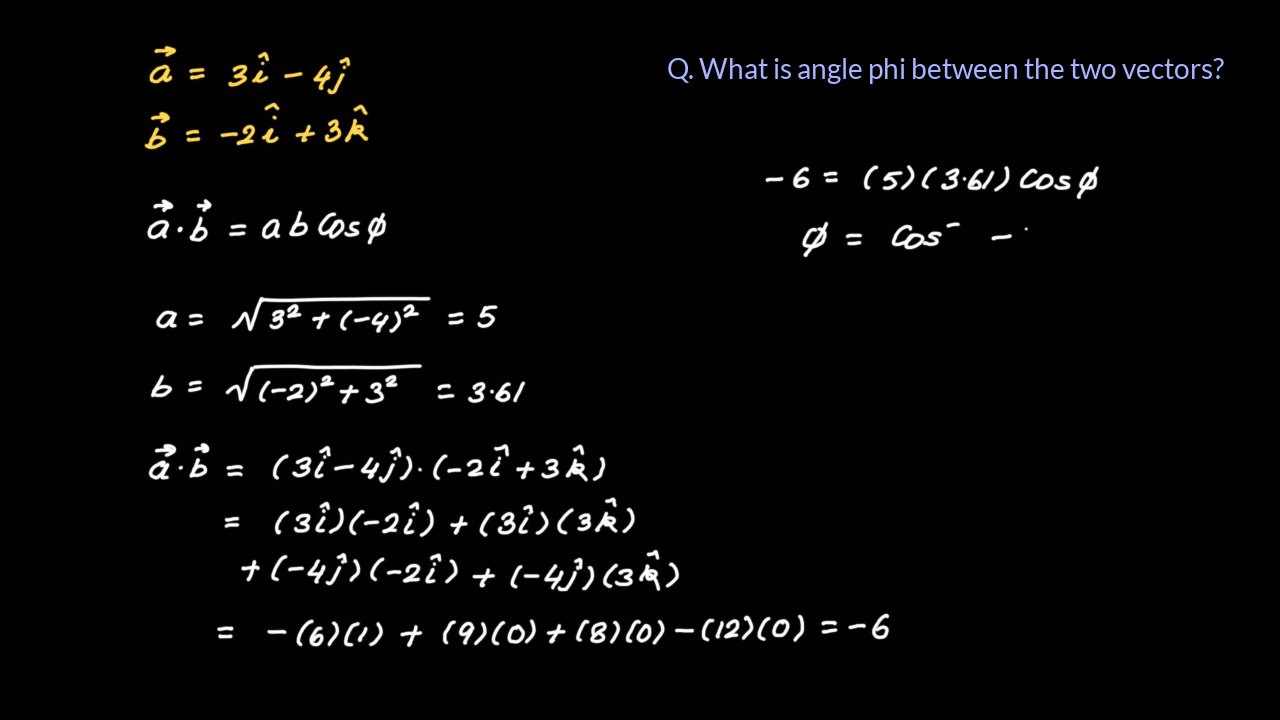 a⃗ = 3î − 4ĵ
b⃗ = −2î + 3k̂
a⃗ · b⃗ = a b Cos ϕ
a = √(3² + (−4)²) = 5
b = √((−2)² + 3²) = 3·61
a⃗ · b⃗ = (3î − 4ĵ) · (−2î + 3k̂)
= (3î)(−2î) + (3î)(3k̂)
+ (−4ĵ)(−2î) + (−4ĵ)(3k̂)
= −(6)(1) + (9)(0) + (8)(0) − (12)(0) = −6
Q. What is angle phi between the two vectors?
−6 = (5)(3·61) Cos ϕ
ϕ = Cos⁻ −